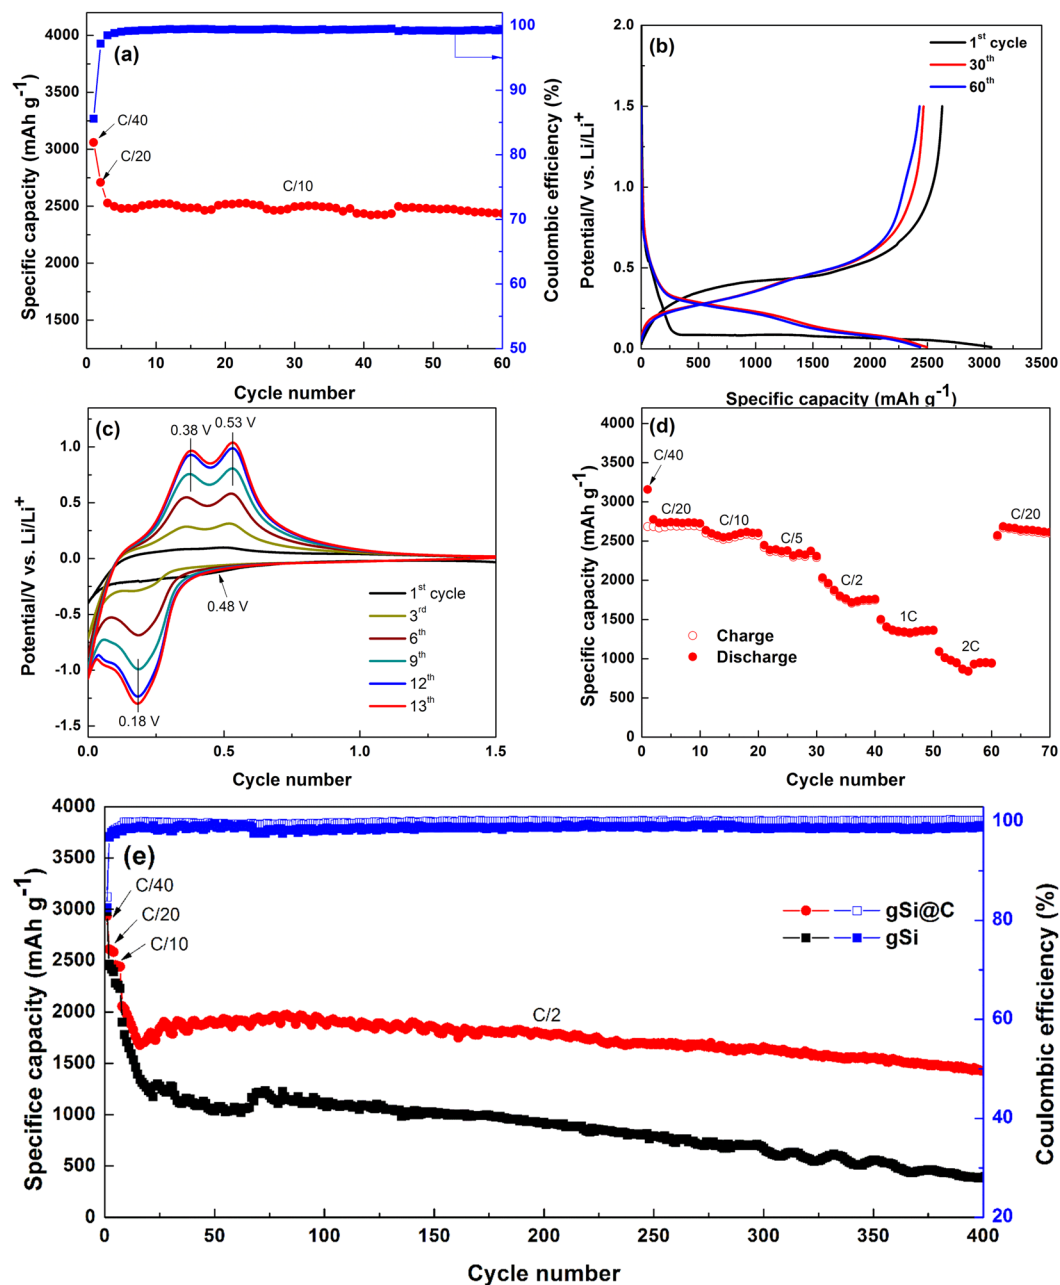 (a)
Specific capacity (mAh g⁻¹)
4000
3500
3000
2500
2000
1500
C/40
C/20
C/10
100
90
80
70
60
50
Coulombic efficiency (%)
0 10 20 30 40 50 60
Cycle number
(b)
Potential/V vs. Li/Li⁺
2.0
1.5
1.0
0.5
0.0
1ˢᵗ cycle
30ᵗʰ
60ᵗʰ
0 500 1000 1500 2000 2500 3000 3500
Specific capacity (mAh g⁻¹)
(c)
Potential/V vs. Li/Li⁺
1.0
0.5
0.0
-0.5
-1.0
-1.5
0.38 V
0.53 V
0.48 V
0.18 V
1ˢᵗ cycle
3ʳᵈ
6ᵗʰ
9ᵗʰ
12ᵗʰ
13ᵗʰ
0.0 0.5 1.0 1.5
Cycle number
(d)
Specific capacity (mAh g⁻¹)
4000
3500
3000
2500
2000
1500
1000
500
0
C/40
C/20
C/10
C/5
C/2
1C
2C
C/20
Charge
Discharge
0 10 20 30 40 50 60 70
Cycle number
(e)
Specifice capacity (mAh g⁻¹)
4000
3500
3000
2500
2000
1500
1000
500
0
C/40
C/20
C/10
C/2
gSi@C
gSi
100
80
60
40
20
Coulombic efficiency (%)
0 50 100 150 200 250 300 350 400
Cycle number